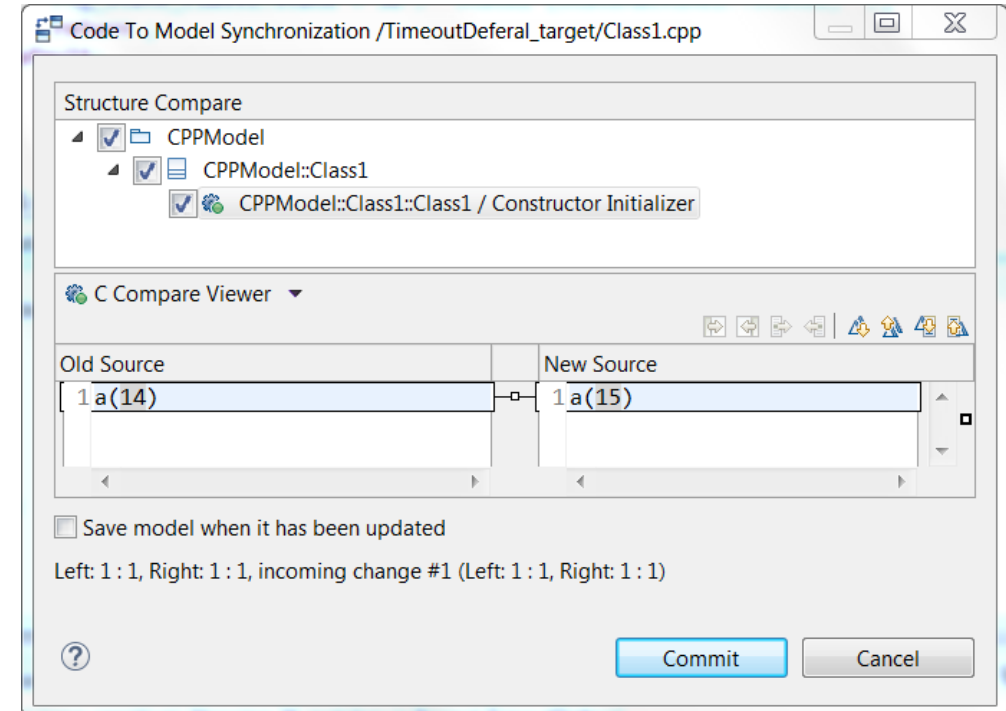 Code To Model Synchronization /TimeoutDeferal_target/Class1.cpp
Structure Compare
CPPModel
CPPModel::Class1
CPPModel::Class1::Class1 / Constructor Initializer
C Compare Viewer
Old Source New Source
1 a(14) 1 a(15)
Save model when it has been updated
Left: 1 : 1, Right: 1 : 1, incoming change #1 (Left: 1 : 1, Right: 1 : 1)
? Commit Cancel